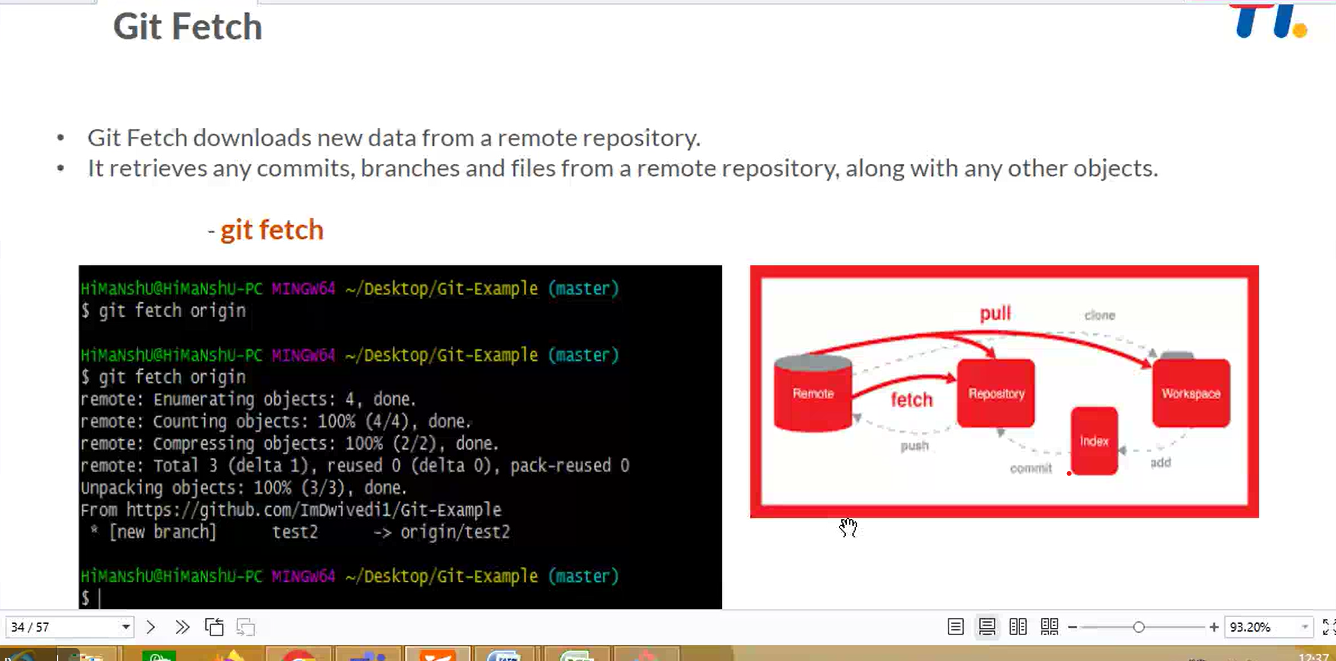 Git Fetch
• Git Fetch downloads new data from a remote repository.
• It retrieves any commits, branches and files from a remote repository, along with any other objects.
- git fetch
HiMaNshU@HiMaNshU-PC MINGW64 ~/Desktop/Git-Example (master)
$ git fetch origin
HiMaNshU@HiMaNshU-PC MINGW64 ~/Desktop/Git-Example (master)
$ git fetch origin
remote: Enumerating objects: 4, done.
remote: Counting objects: 100% (4/4), done.
remote: Compressing objects: 100% (2/2), done.
remote: Total 3 (delta 1), reused 0 (delta 0), pack-reused 0
Unpacking objects: 100% (3/3), done.
From https://github.com/ImDwivedi1/Git-Example
* [new branch] test2 -> origin/test2
HiMaNshU@HiMaNshU-PC MINGW64 ~/Desktop/Git-Example (master)
$
pull
clone
Remote
fetch
Repository
Workspace
push
Index
commit
add
34 / 57
93.20%
12:37